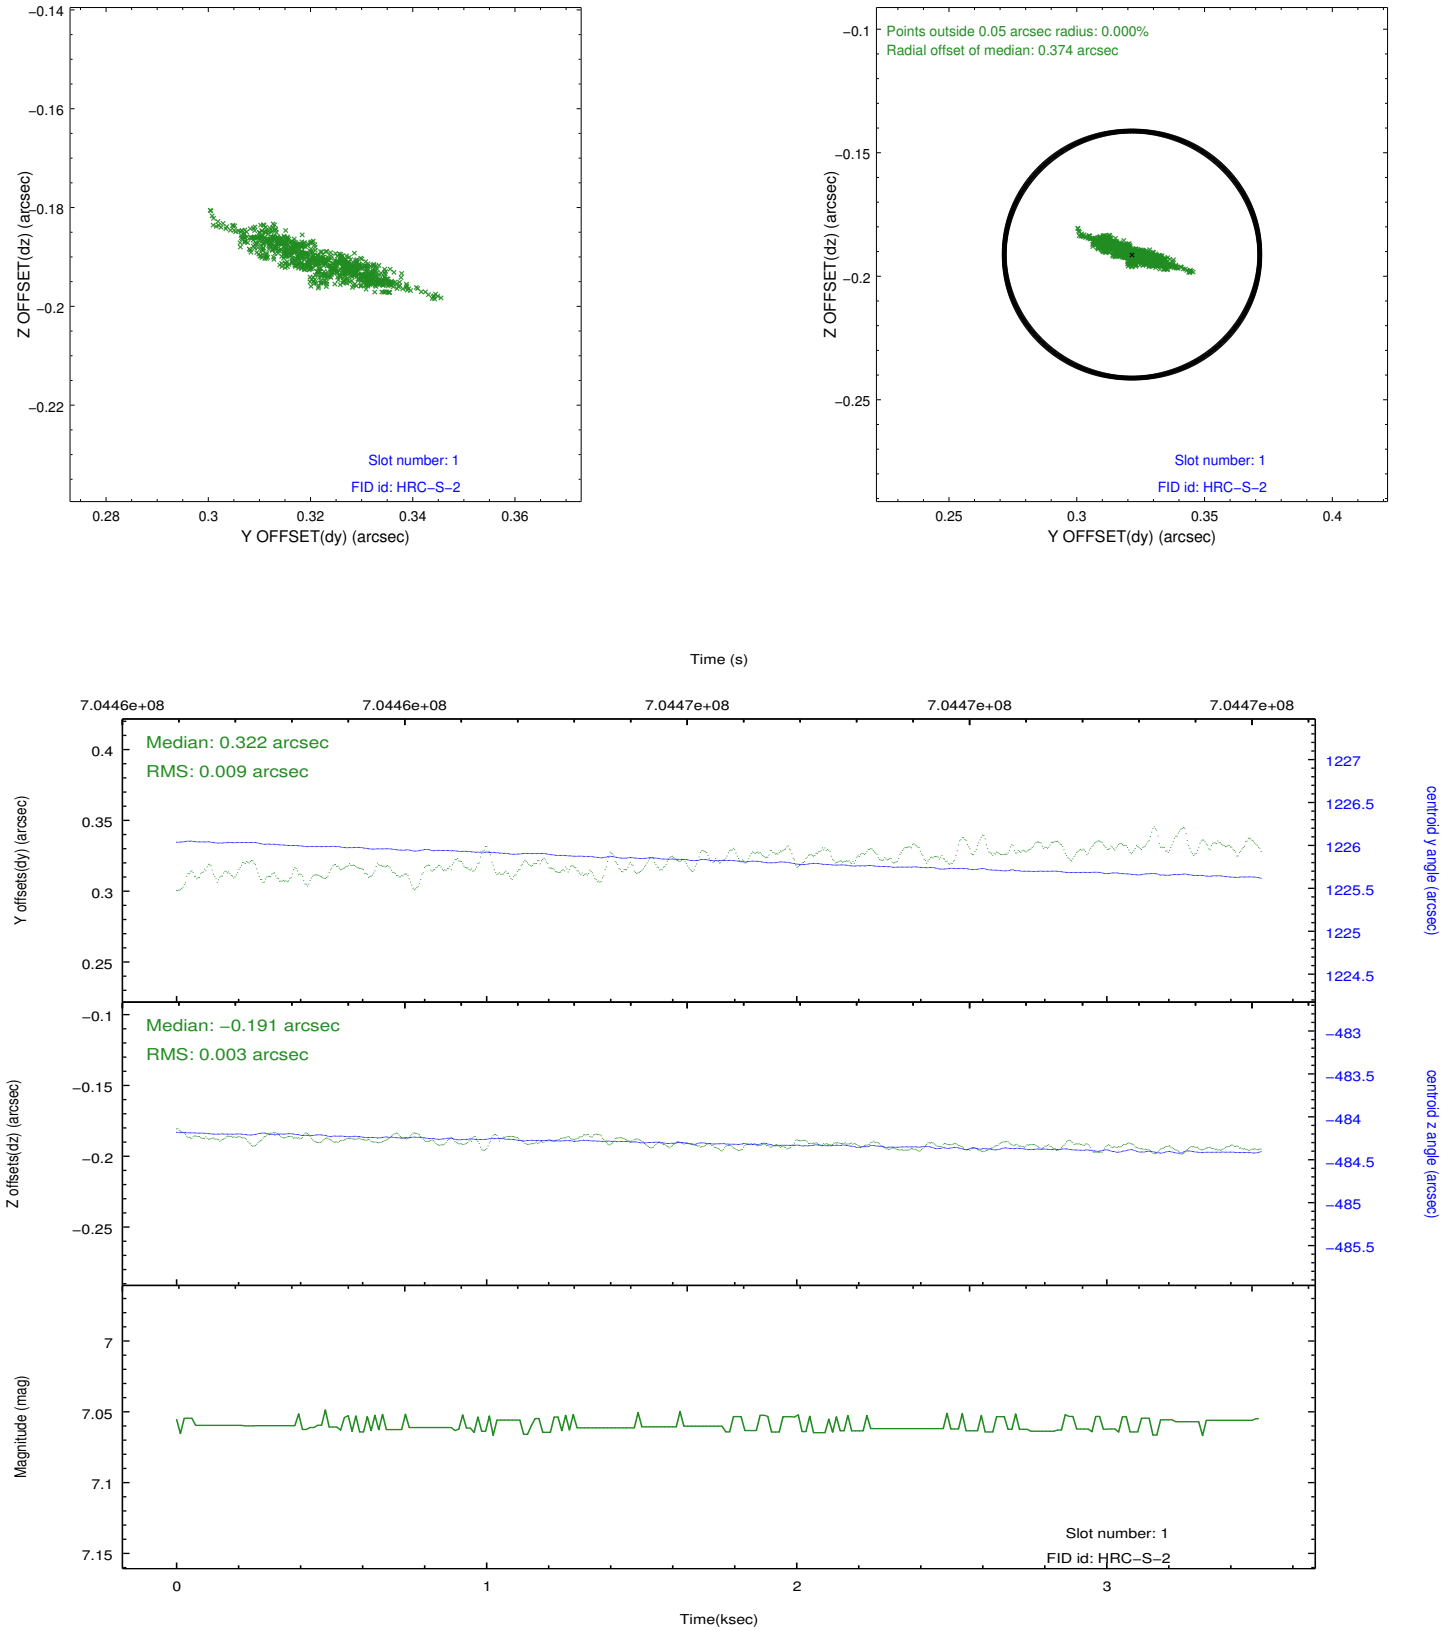 −0.14
−0.16
−0.18
−0.2
−0.22
Z OFFSET(dz) (arcsec)
Slot number: 1
FID id: HRC−S−2
0.28 0.3 0.32 0.34 0.36
Y OFFSET(dy) (arcsec)
Points outside 0.05 arcsec radius: 0.000%
Radial offset of median: 0.374 arcsec
−0.1
−0.15
−0.2
−0.25
Z OFFSET(dz) (arcsec)
Slot number: 1
FID id: HRC−S−2
0.25 0.3 0.35 0.4
Y OFFSET(dy) (arcsec)
Time (s)
7.0446e+08 7.0446e+08 7.0447e+08 7.0447e+08 7.0447e+08
Median: 0.322 arcsec
RMS: 0.009 arcsec
0.4
0.35
0.3
0.25
Y offsets(dy) (arcsec)
1227
1226.5
1226
1225.5
1225
1224.5
centroid y angle (arcsec)
Median: −0.191 arcsec
RMS: 0.003 arcsec
−0.1
−0.15
−0.2
−0.25
Z offsets(dz) (arcsec)
−483
−483.5
−484
−484.5
−485
−485.5
centroid z angle (arcsec)
7
7.05
7.1
7.15
Magnitude (mag)
Slot number: 1
FID id: HRC−S−2
0 1 2 3
Time(ksec)